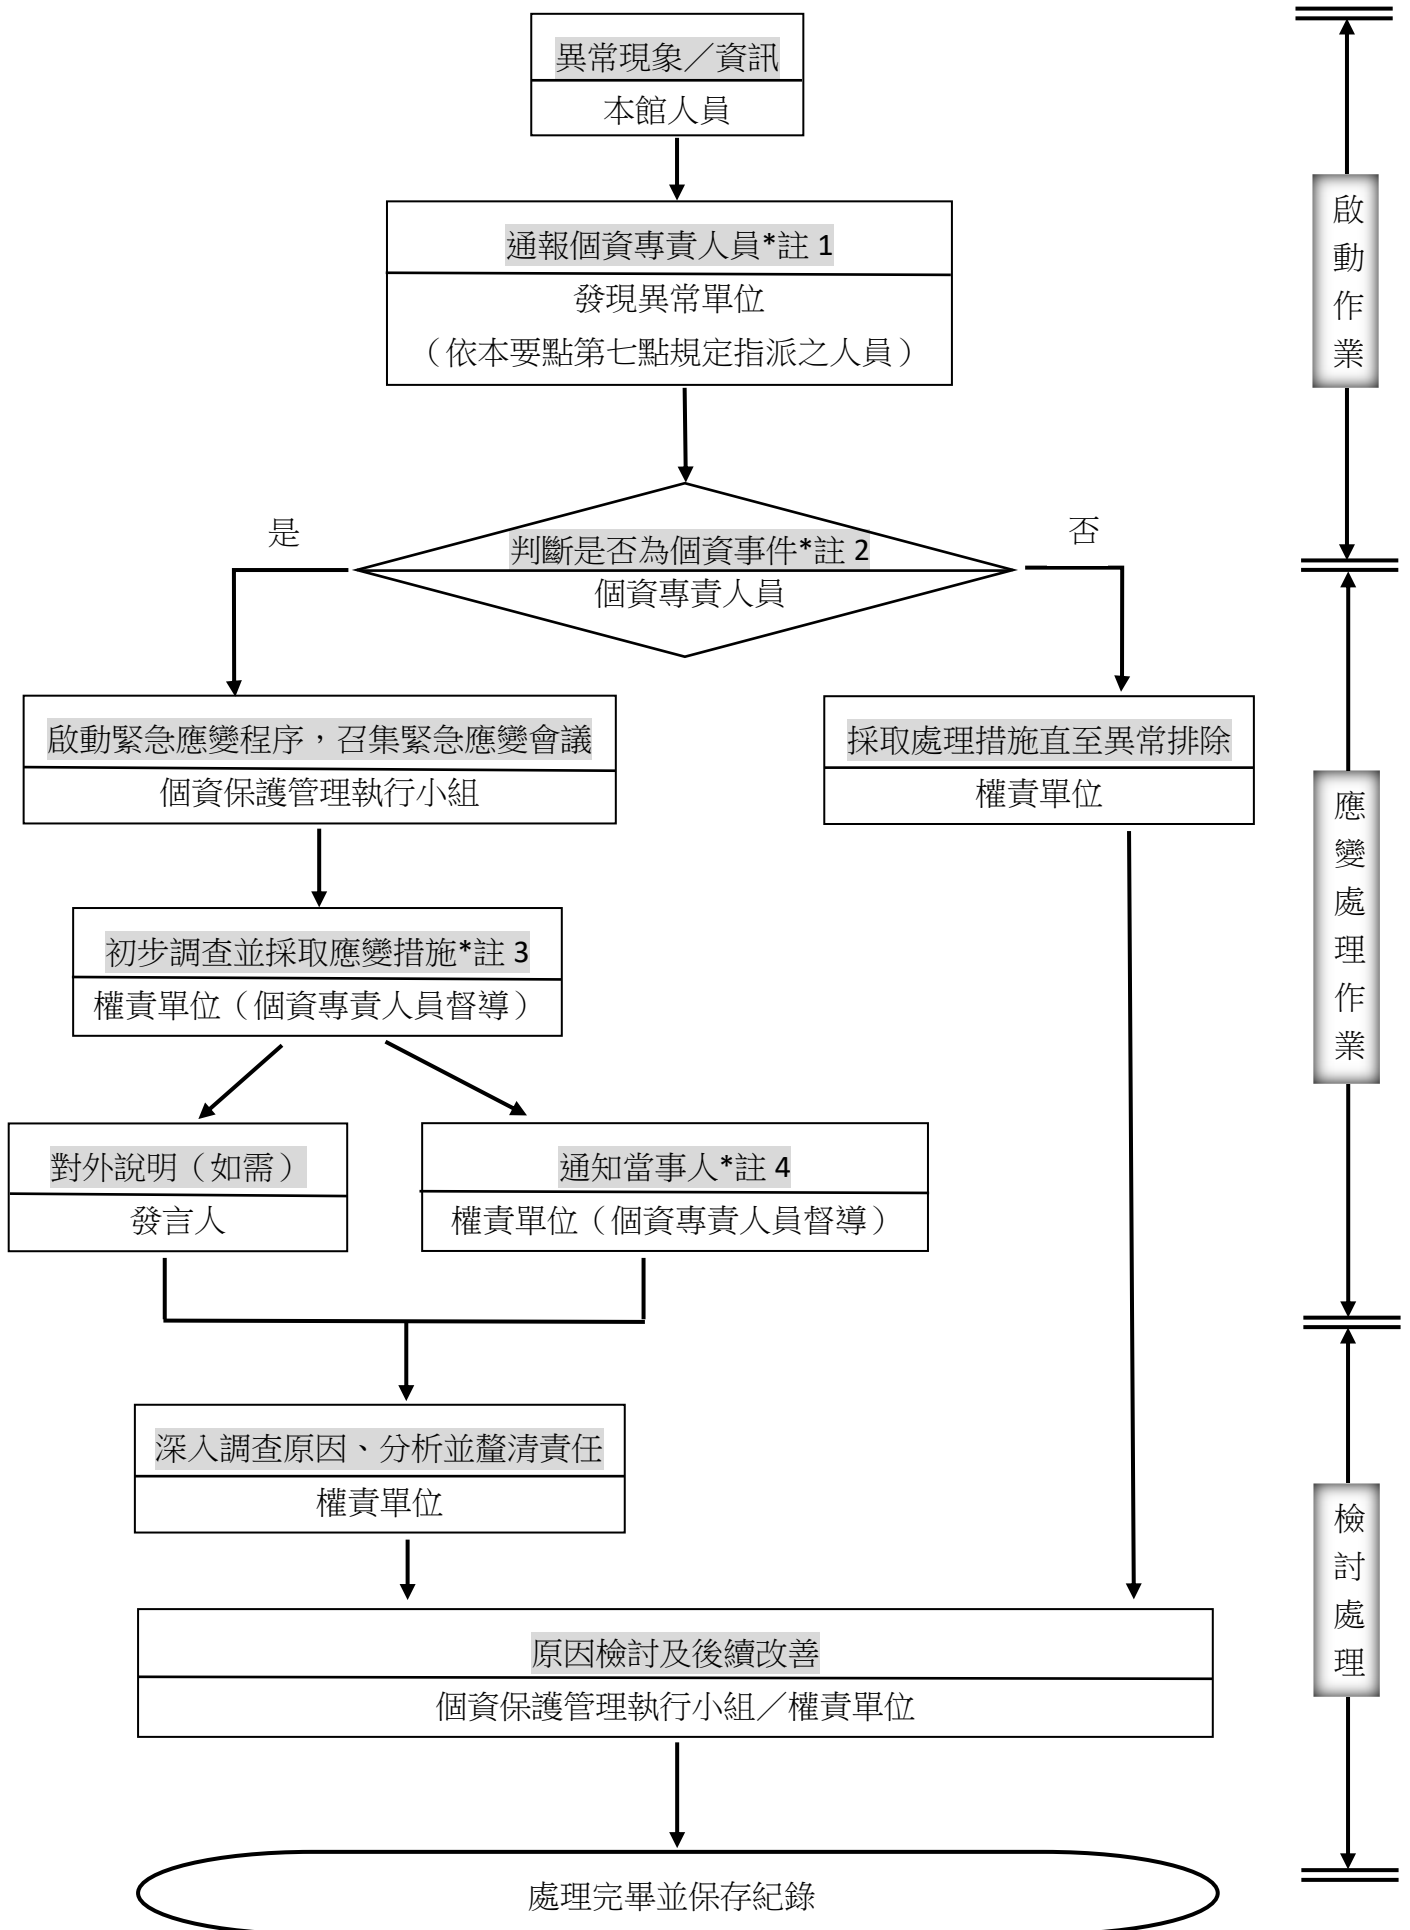 異常現象／資訊
本館人員
通報個資專責人員*註 1
發現異常單位
（依本要點第七點規定指派之人員）
是
否
判斷是否為個資事件*註 2
個資專責人員
啟動緊急應變程序，召集緊急應變會議
個資保護管理執行小組
採取處理措施直至異常排除
權責單位
初步調查並採取應變措施*註 3
權責單位（個資專責人員督導）
對外說明（如需）
發言人
通知當事人*註 4
權責單位（個資專責人員督導）
深入調查原因、分析並釐清責任
權責單位
原因檢討及後續改善
個資保護管理執行小組／權責單位
處理完畢並保存紀錄
啟動作業
應變處理作業
檢討處理